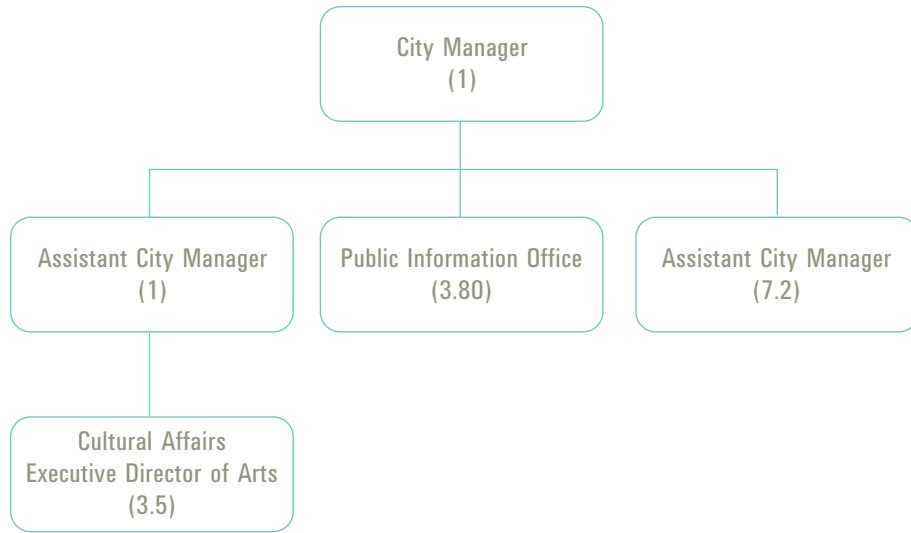 City Manager
(1)
Assistant City Manager
(1)
Public Information Office
(3.80)
Assistant City Manager
(7.2)
Cultural Affairs
Executive Director of Arts
(3.5)